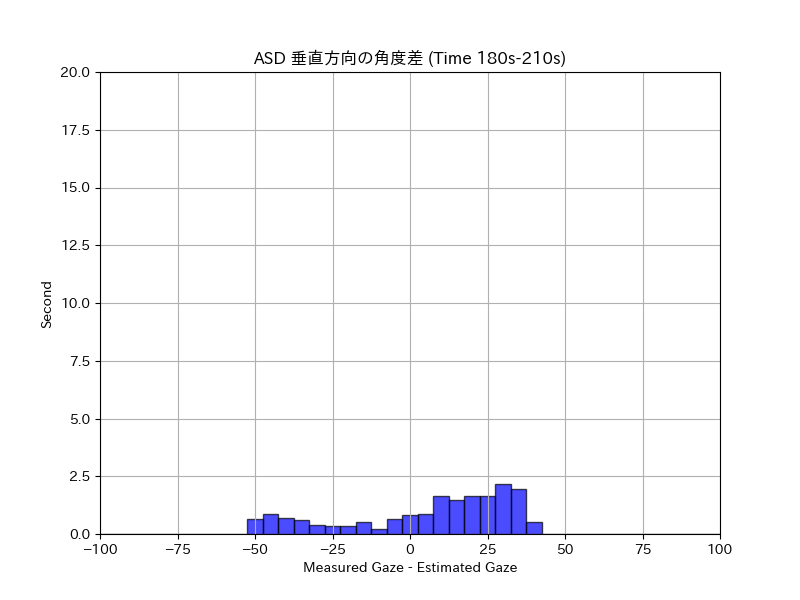 ASD 垂直方向の角度差 (Time 180s-210s)
20.0
17.5
15.0
12.5
10.0
7.5
5.0
2.5
0.0
Second
−100 −75 −50 −25 0 25 50 75 100
Measured Gaze - Estimated Gaze